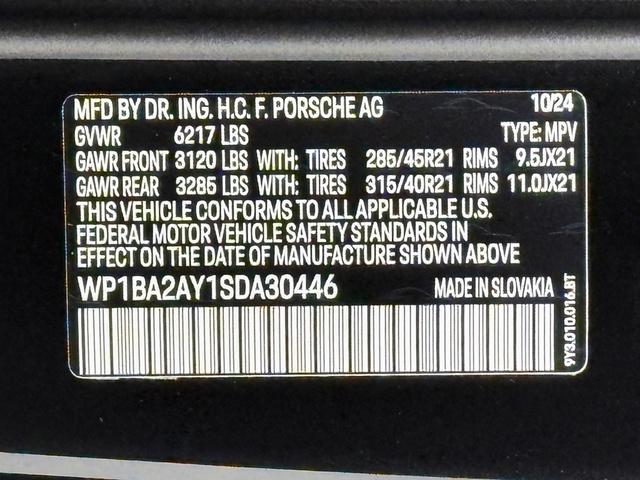 MFD BY DR. ING. H.C. F. PORSCHE AG 10/24
GVWR 6217 LBS TYPE: MPV
GAWR FRONT 3120 LBS WITH: TIRES 285/45R21 RIMS 9.5JX21
GAWR REAR 3285 LBS WITH: TIRES 315/40R21 RIMS 11.0JX21
THIS VEHICLE CONFORMS TO ALL APPLICABLE U.S.
FEDERAL MOTOR VEHICLE SAFETY STANDARDS IN
EFFECT ON THE DATE OF MANUFACTURE SHOWN ABOVE
WP1BA2AY1SDA30446 MADE IN SLOVAKIA
9Y3.010.016.BT